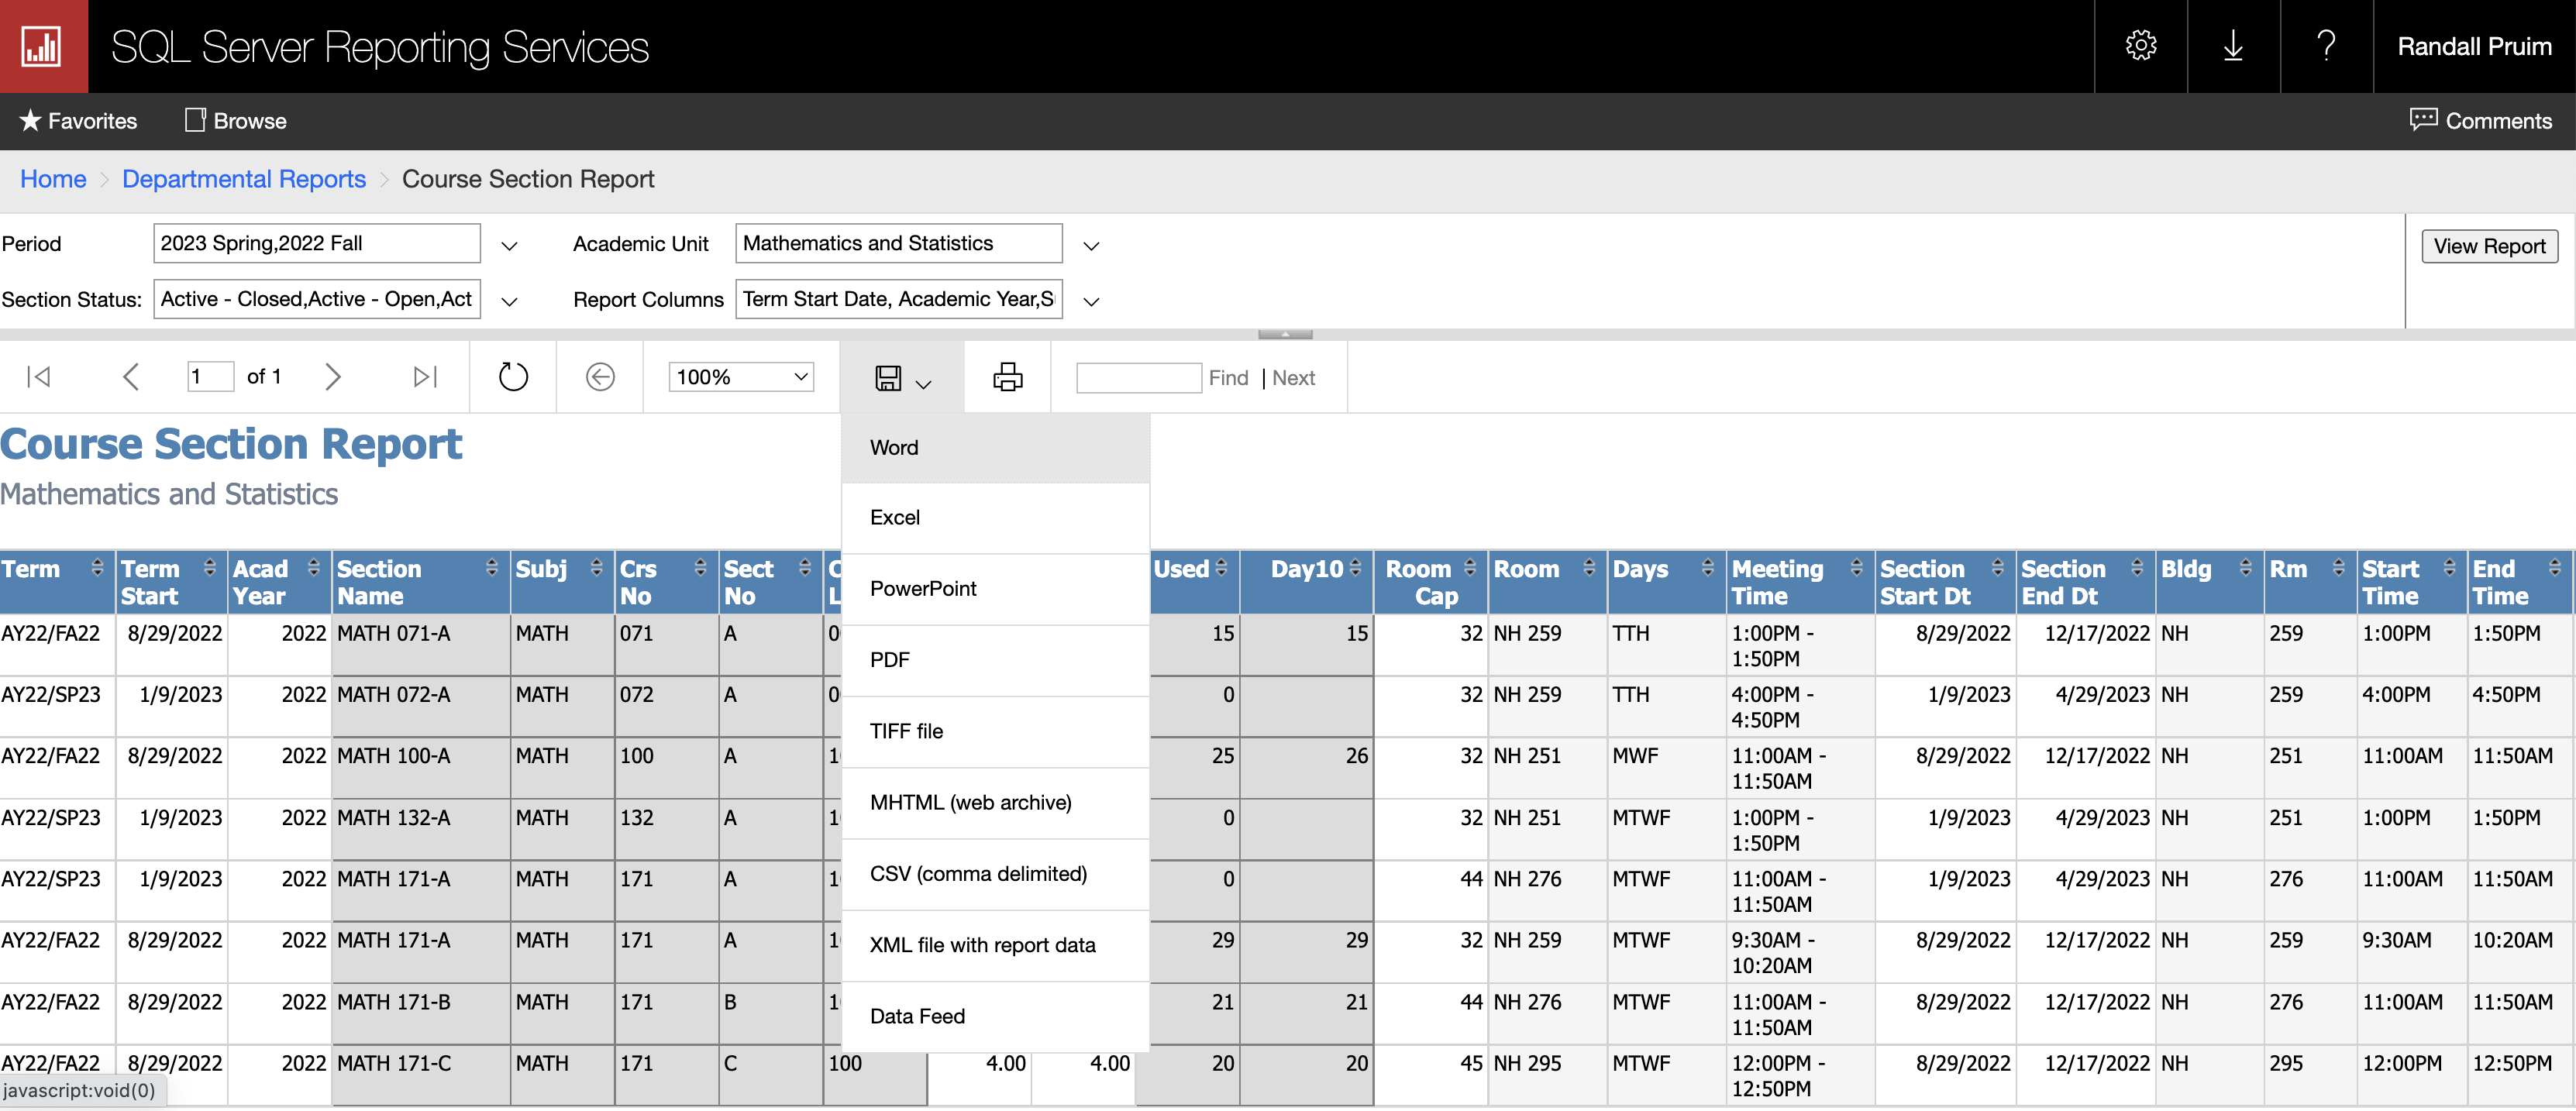 SQL Server Reporting Services
Randall Pruim
Favorites Browse Comments
Home > Departmental Reports > Course Section Report
Period 2023 Spring,2022 Fall Academic Unit Mathematics and Statistics View Report
Section Status: Active - Closed,Active - Open,Act Report Columns Term Start Date, Academic Year,S
1 of 1 100% Find | Next
Course Section Report
Mathematics and Statistics
Word
Excel
PowerPoint
PDF
TIFF file
MHTML (web archive)
CSV (comma delimited)
XML file with report data
Data Feed
Term Term Acad Section Subj Crs Sect Used Day10 Room Room Days Meeting Section Section Bldg Rm Start End
Start Year Name No No Cap Time Start Dt End Dt Time Time
AY22/FA22 8/29/2022 2022 MATH 071-A MATH 071 A 15 15 32 NH 259 TTH 1:00PM - 8/29/2022 12/17/2022 NH 259 1:00PM 1:50PM
1:50PM
AY22/SP23 1/9/2023 2022 MATH 072-A MATH 072 A 0 32 NH 259 TTH 4:00PM - 1/9/2023 4/29/2023 NH 259 4:00PM 4:50PM
4:50PM
AY22/FA22 8/29/2022 2022 MATH 100-A MATH 100 A 25 26 32 NH 251 MWF 11:00AM - 8/29/2022 12/17/2022 NH 251 11:00AM 11:50AM
11:50AM
AY22/SP23 1/9/2023 2022 MATH 132-A MATH 132 A 0 32 NH 251 MTWF 1:00PM - 1/9/2023 4/29/2023 NH 251 1:00PM 1:50PM
1:50PM
AY22/SP23 1/9/2023 2022 MATH 171-A MATH 171 A 0 44 NH 276 MTWF 11:00AM - 1/9/2023 4/29/2023 NH 276 11:00AM 11:50AM
11:50AM
AY22/FA22 8/29/2022 2022 MATH 171-A MATH 171 A 29 29 32 NH 259 MTWF 9:30AM - 8/29/2022 12/17/2022 NH 259 9:30AM 10:20AM
10:20AM
AY22/FA22 8/29/2022 2022 MATH 171-B MATH 171 B 21 21 44 NH 276 MTWF 11:00AM - 8/29/2022 12/17/2022 NH 276 11:00AM 11:50AM
11:50AM
AY22/FA22 8/29/2022 2022 MATH 171-C MATH 171 C 100 4.00 4.00 20 20 45 NH 295 MTWF 12:00PM - 8/29/2022 12/17/2022 NH 295 12:00PM 12:50PM
12:50PM
javascript:void(0)